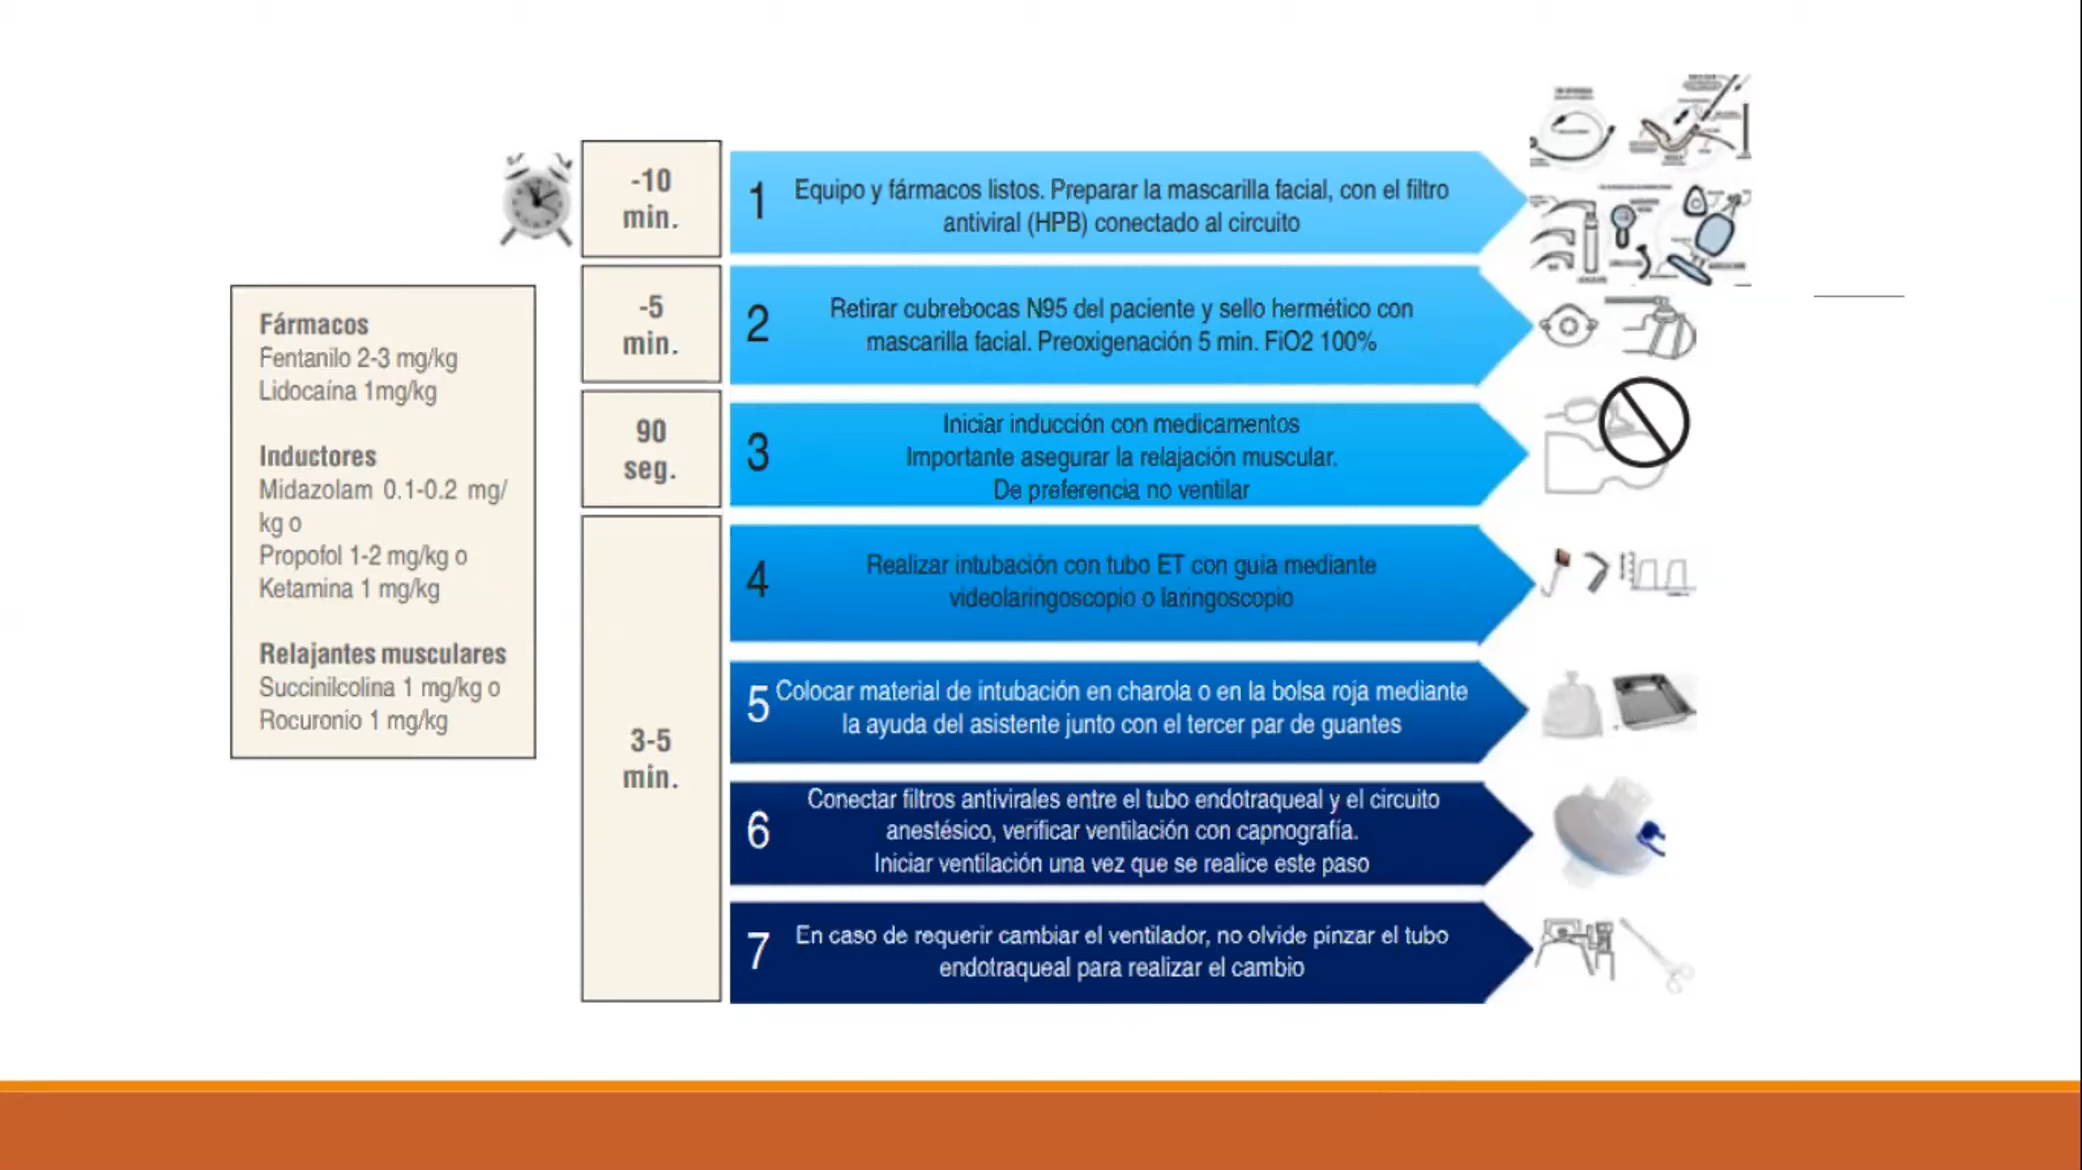 Fármacos
Fentanilo 2-3 mg/kg
Lidocaína 1mg/kg
Inductores
Midazolam 0.1-0.2 mg/
kg o
Propofol 1-2 mg/kg o
Ketamina 1 mg/kg
Relajantes musculares
Succinilcolina 1 mg/kg o
Rocuronio 1 mg/kg
-10
min.
1
Equipo y fármacos listos. Preparar la mascarilla facial, con el filtro
antiviral (HPB) conectado al circuito
-5
min.
2
Retirar cubrebocas N95 del paciente y sello hermético con
mascarilla facial. Preoxigenación 5 min. FiO2 100%
90
seg.
3
Iniciar inducción con medicamentos
Importante asegurar la relajación muscular.
De preferencia no ventilar
3-5
min.
4
Realizar intubación con tubo ET con guía mediante
videolaringoscopio o laringoscopio
5
Colocar material de intubación en charola o en la bolsa roja mediante
la ayuda del asistente junto con el tercer par de guantes
6
Conectar filtros antivirales entre el tubo endotraqueal y el circuito
anestésico, verificar ventilación con capnografía.
Iniciar ventilación una vez que se realice este paso
7
En caso de requerir cambiar el ventilador, no olvide pinzar el tubo
endotraqueal para realizar el cambio